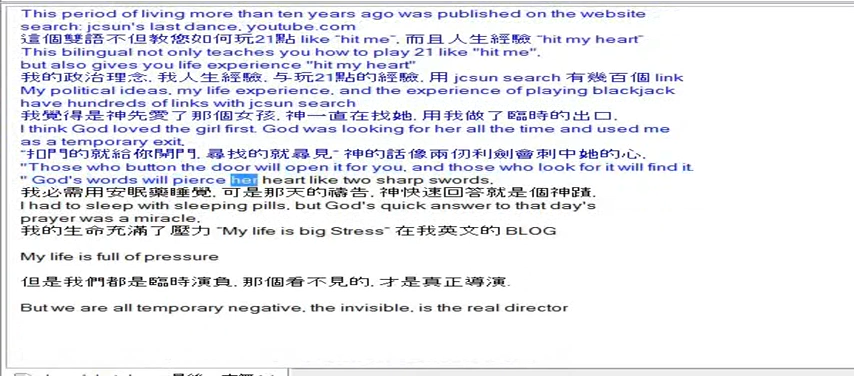 This period of living more than ten years ago was published on the website
search: jcsun's last dance, youtube.com
這個雙語不但教您如何玩21點 like "hit me", 而且人生經驗 "hit my heart"
This bilingual not only teaches you how to play 21 like "hit me",
but also gives you life experience "hit my heart"
我的政治理念, 我人生經驗, 与玩21點的經驗, 用 jcsun search 有幾百個 link
My political ideas, my life experience, and the experience of playing blackjack
have hundreds of links with jcsun search
我覺得是神先愛了那個女孩, 神一直在找她, 用我做了臨時的出口,
I think God loved the girl first. God was looking for her all the time and used me
as a temporary exit,
"扣門的就給你開門, 尋找的就尋見" 神的話像兩刃利劍會刺中她的心,
"Those who button the door will open it for you, and those who look for it will find it.
" God's words will pierce her heart like two sharp swords,
我必需用安眠藥睡覺, 可是那天的禱告, 神快速回答就是個神蹟,
I had to sleep with sleeping pills, but God's quick answer to that day's
prayer was a miracle,
我的生命充滿了壓力 "My life is big Stress" 在我英文的 BLOG
My life is full of pressure
但是我們都是臨時演負, 那個看不見的, 才是真正導演.
But we are all temporary negative, the invisible, is the real director